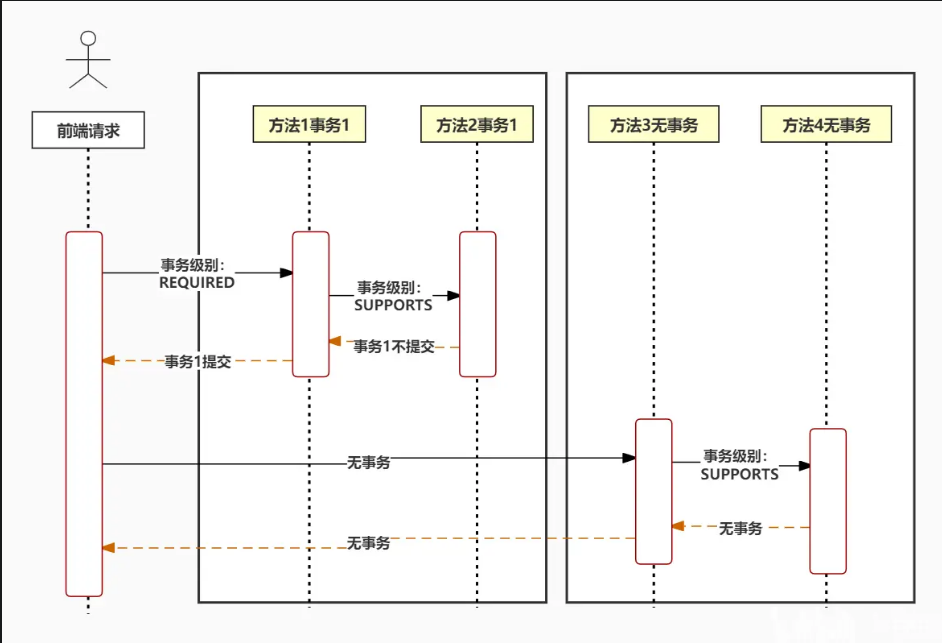 前端请求
方法1事务1
方法2事务1
方法3无事务
方法4无事务
事务级别：
REQUIRED
事务级别：
SUPPORTS
事务1不提交
事务1提交
无事务
事务级别：
SUPPORTS
无事务
无事务